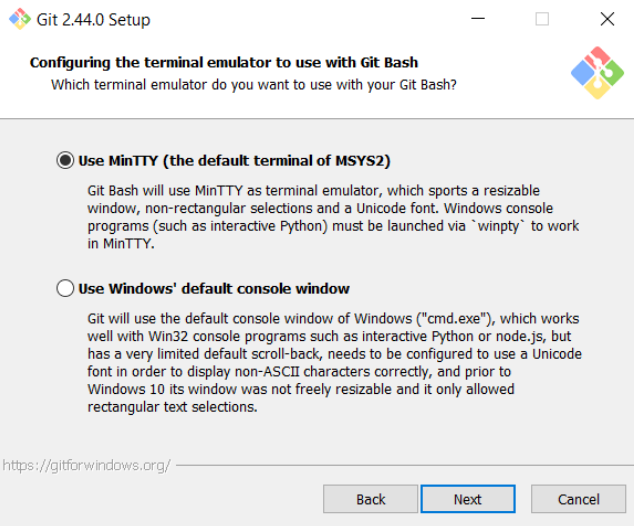 Git 2.44.0 Setup
Configuring the terminal emulator to use with Git Bash
Which terminal emulator do you want to use with your Git Bash?
Use MinTTY (the default terminal of MSYS2)
Git Bash will use MinTTY as terminal emulator, which sports a resizable
window, non-rectangular selections and a Unicode font. Windows console
programs (such as interactive Python) must be launched via `winpty` to work
in MinTTY.
Use Windows' default console window
Git will use the default console window of Windows ("cmd.exe"), which works
well with Win32 console programs such as interactive Python or node.js, but
has a very limited default scroll-back, needs to be configured to use a Unicode
font in order to display non-ASCII characters correctly, and prior to
Windows 10 its window was not freely resizable and it only allowed
rectangular text selections.
https://gitforwindows.org/
Back
Next
Cancel